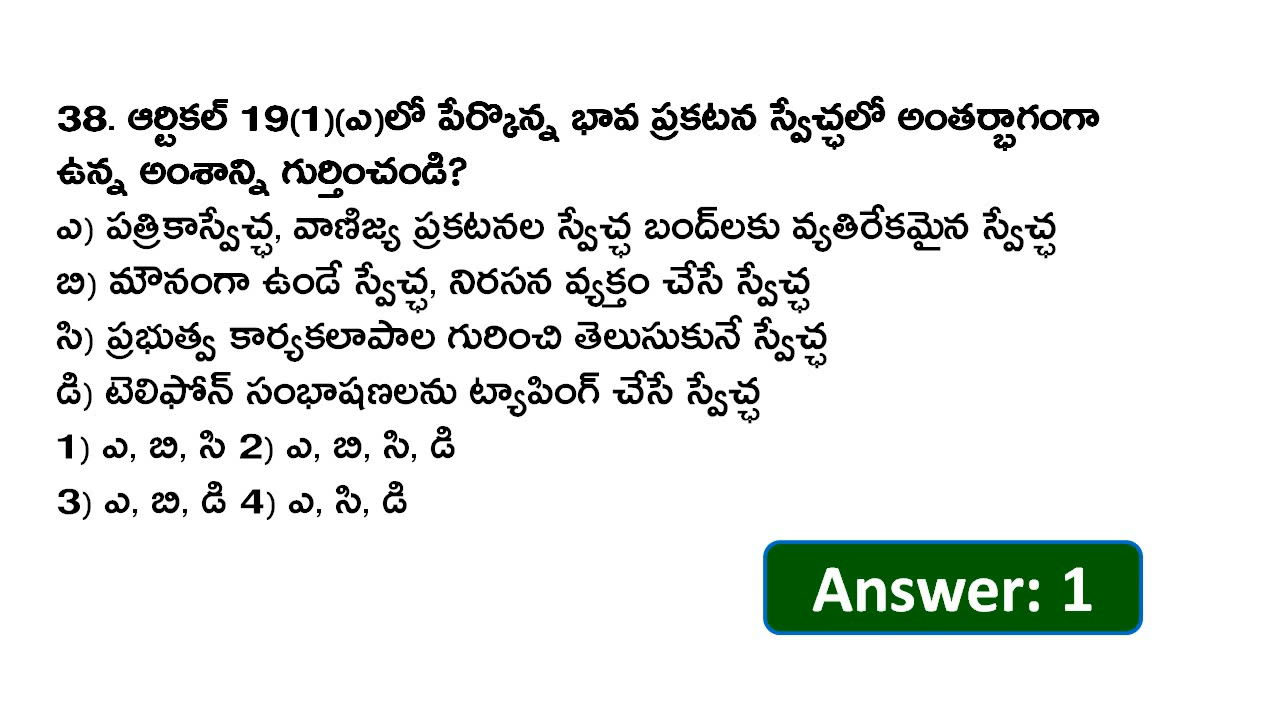 38. ఆర్టికల్ 19(1)(ఎ)లో పేర్కొన్న భావ ప్రకటన స్వేచ్ఛలో అంతర్భాగంగా
ఉన్న అంశాన్ని గుర్తించండి?
ఎ) పత్రికాస్వేచ్ఛ, వాణిజ్య ప్రకటనల స్వేచ్ఛ బంద్‌లకు వ్యతిరేకమైన స్వేచ్ఛ
బి) మౌనంగా ఉండే స్వేచ్ఛ, నిరసన వ్యక్తం చేసే స్వేచ్ఛ
సి) ప్రభుత్వ కార్యకలాపాల గురించి తెలుసుకునే స్వేచ్ఛ
డి) టెలిఫోన్ సంభాషణలను ట్యాపింగ్ చేసే స్వేచ్ఛ
1) ఎ, బి, సి 2) ఎ, బి, సి, డి
3) ఎ, బి, డి 4) ఎ, సి, డి
Answer: 1